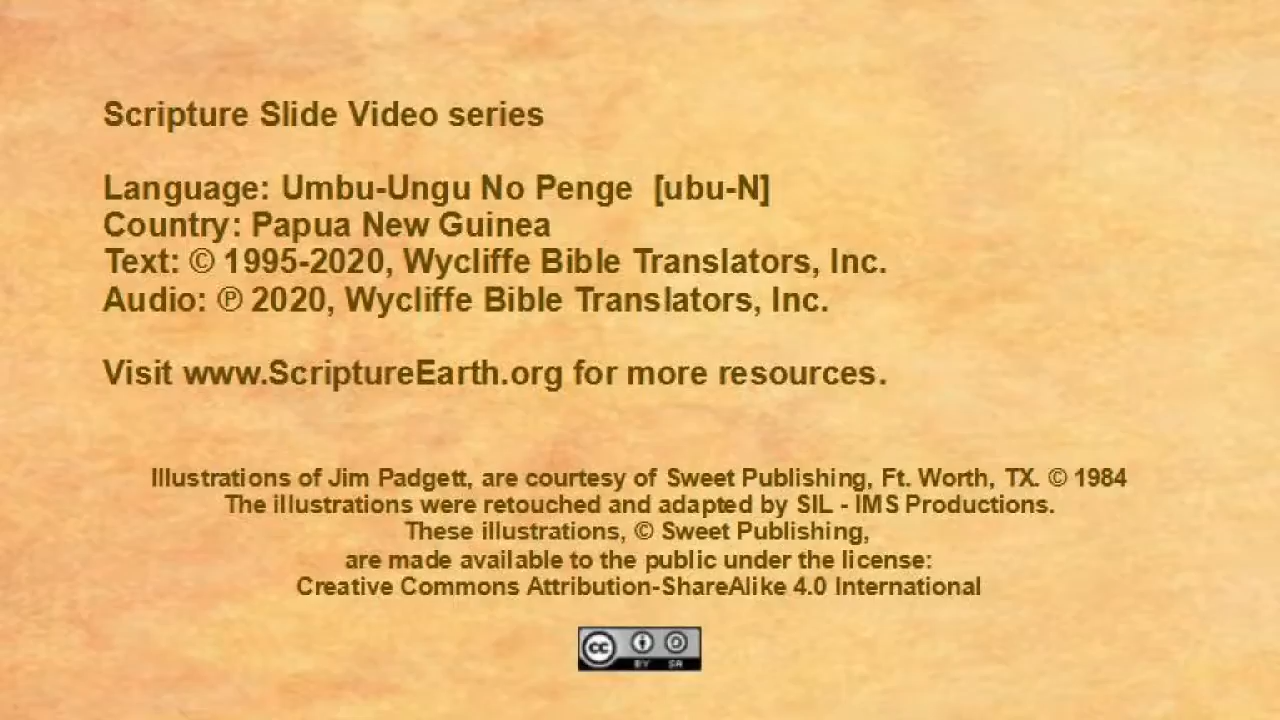 Scripture Slide Video series
Language: Umbu-Ungu No Penge [ubu-N]
Country: Papua New Guinea
Text: © 1995-2020, Wycliffe Bible Translators, Inc.
Audio: ℗ 2020, Wycliffe Bible Translators, Inc.
Visit www.ScriptureEarth.org for more resources.
Illustrations of Jim Padgett, are courtesy of Sweet Publishing, Ft. Worth, TX. © 1984
The illustrations were retouched and adapted by SIL - IMS Productions.
These illustrations, © Sweet Publishing,
are made available to the public under the license:
Creative Commons Attribution-ShareAlike 4.0 International
cc BY SA